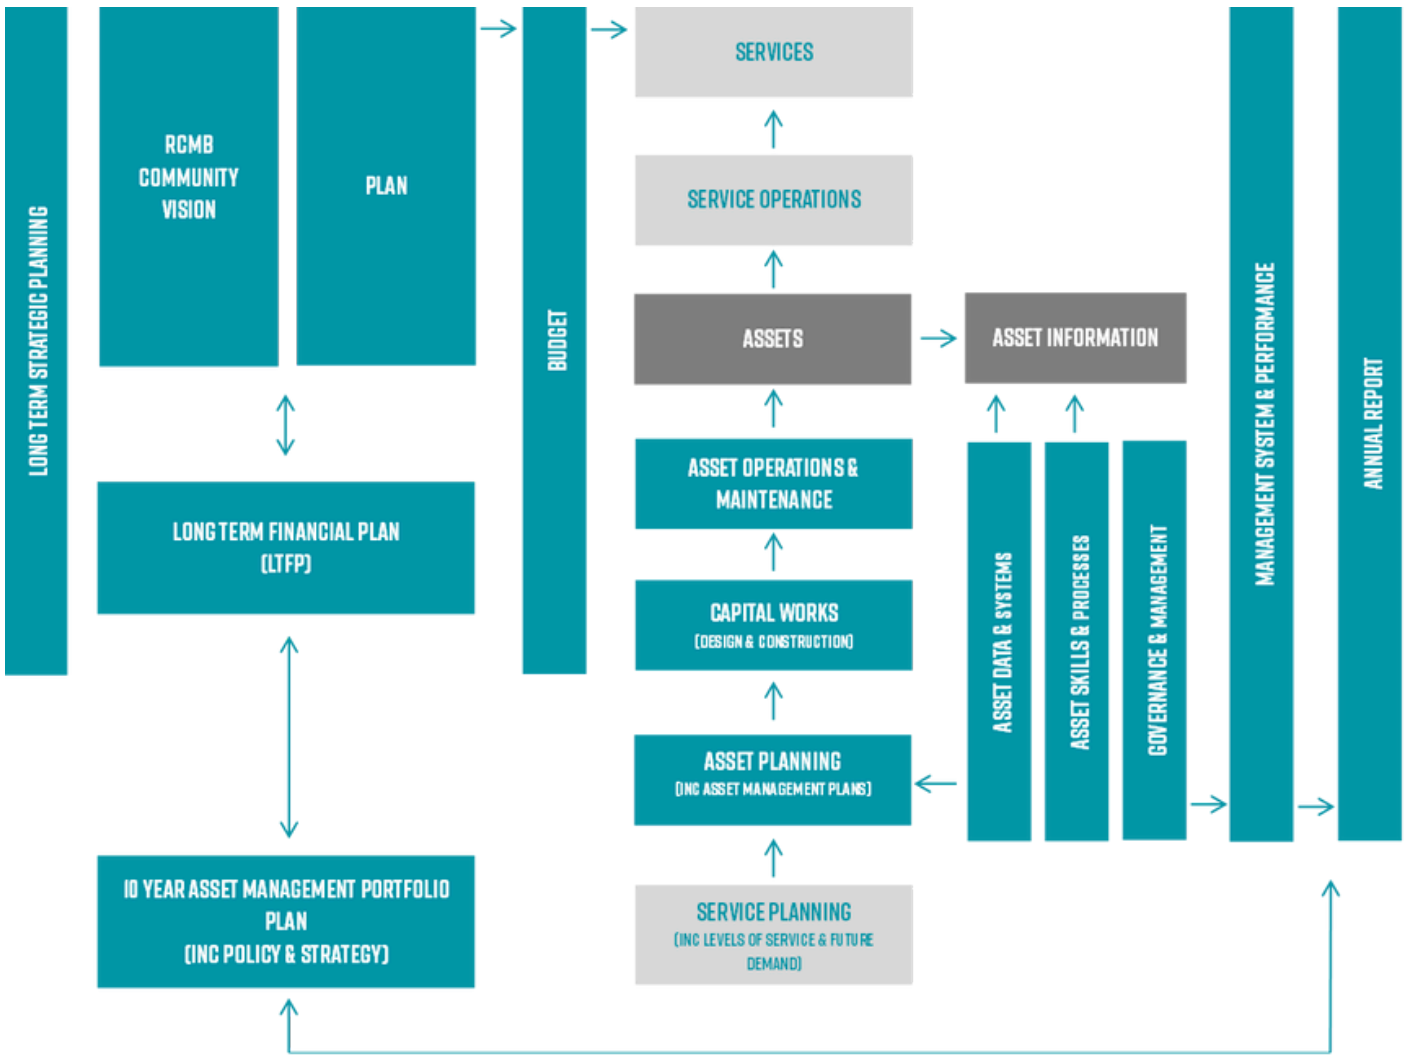 LONG TERM STRATEGIC PLANNING
RCMB
COMMUNITY
VISION
PLAN
LONG TERM FINANCIAL PLAN
(LTFP)
10 YEAR ASSET MANAGEMENT PORTFOLIO
PLAN
(INC POLICY & STRATEGY)
BUDGET
SERVICES
SERVICE OPERATIONS
ASSETS
ASSET INFORMATION
ASSET OPERATIONS &
MAINTENANCE
CAPITAL WORKS
(DESIGN & CONSTRUCTION)
ASSET PLANNING
(INC ASSET MANAGEMENT PLANS)
SERVICE PLANNING
(INC LEVELS OF SERVICE & FUTURE
DEMAND)
ASSET DATA & SYSTEMS
ASSET SKILLS & PROCESSES
GOVERNANCE & MANAGEMENT
MANAGEMENT SYSTEM & PERFORMANCE
ANNUAL REPORT